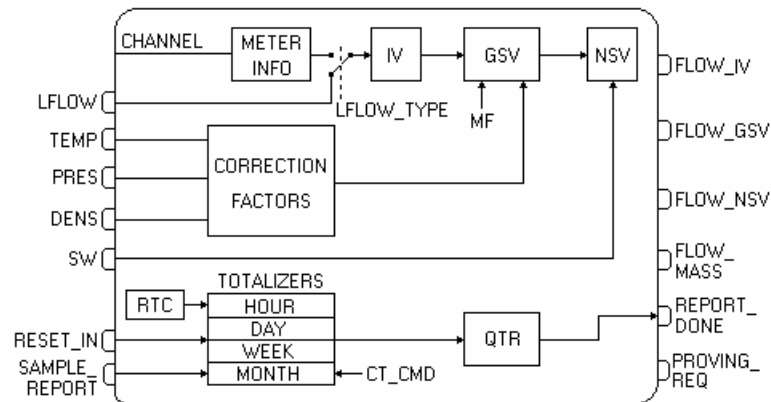 CHANNEL
METER
INFO
IV
GSV
NSV
FLOW_IV
LFLOW
LFLOW_TYPE
MF
FLOW_GSV
TEMP
PRES
DENS
CORRECTION
FACTORS
FLOW_NSV
SW
FLOW_
MASS
TOTALIZERS
RTC
HOUR
DAY
WEEK
MONTH
QTR
REPORT_
DONE
RESET_IN
SAMPLE_
REPORT
CT_CMD
PROVING_
REQ